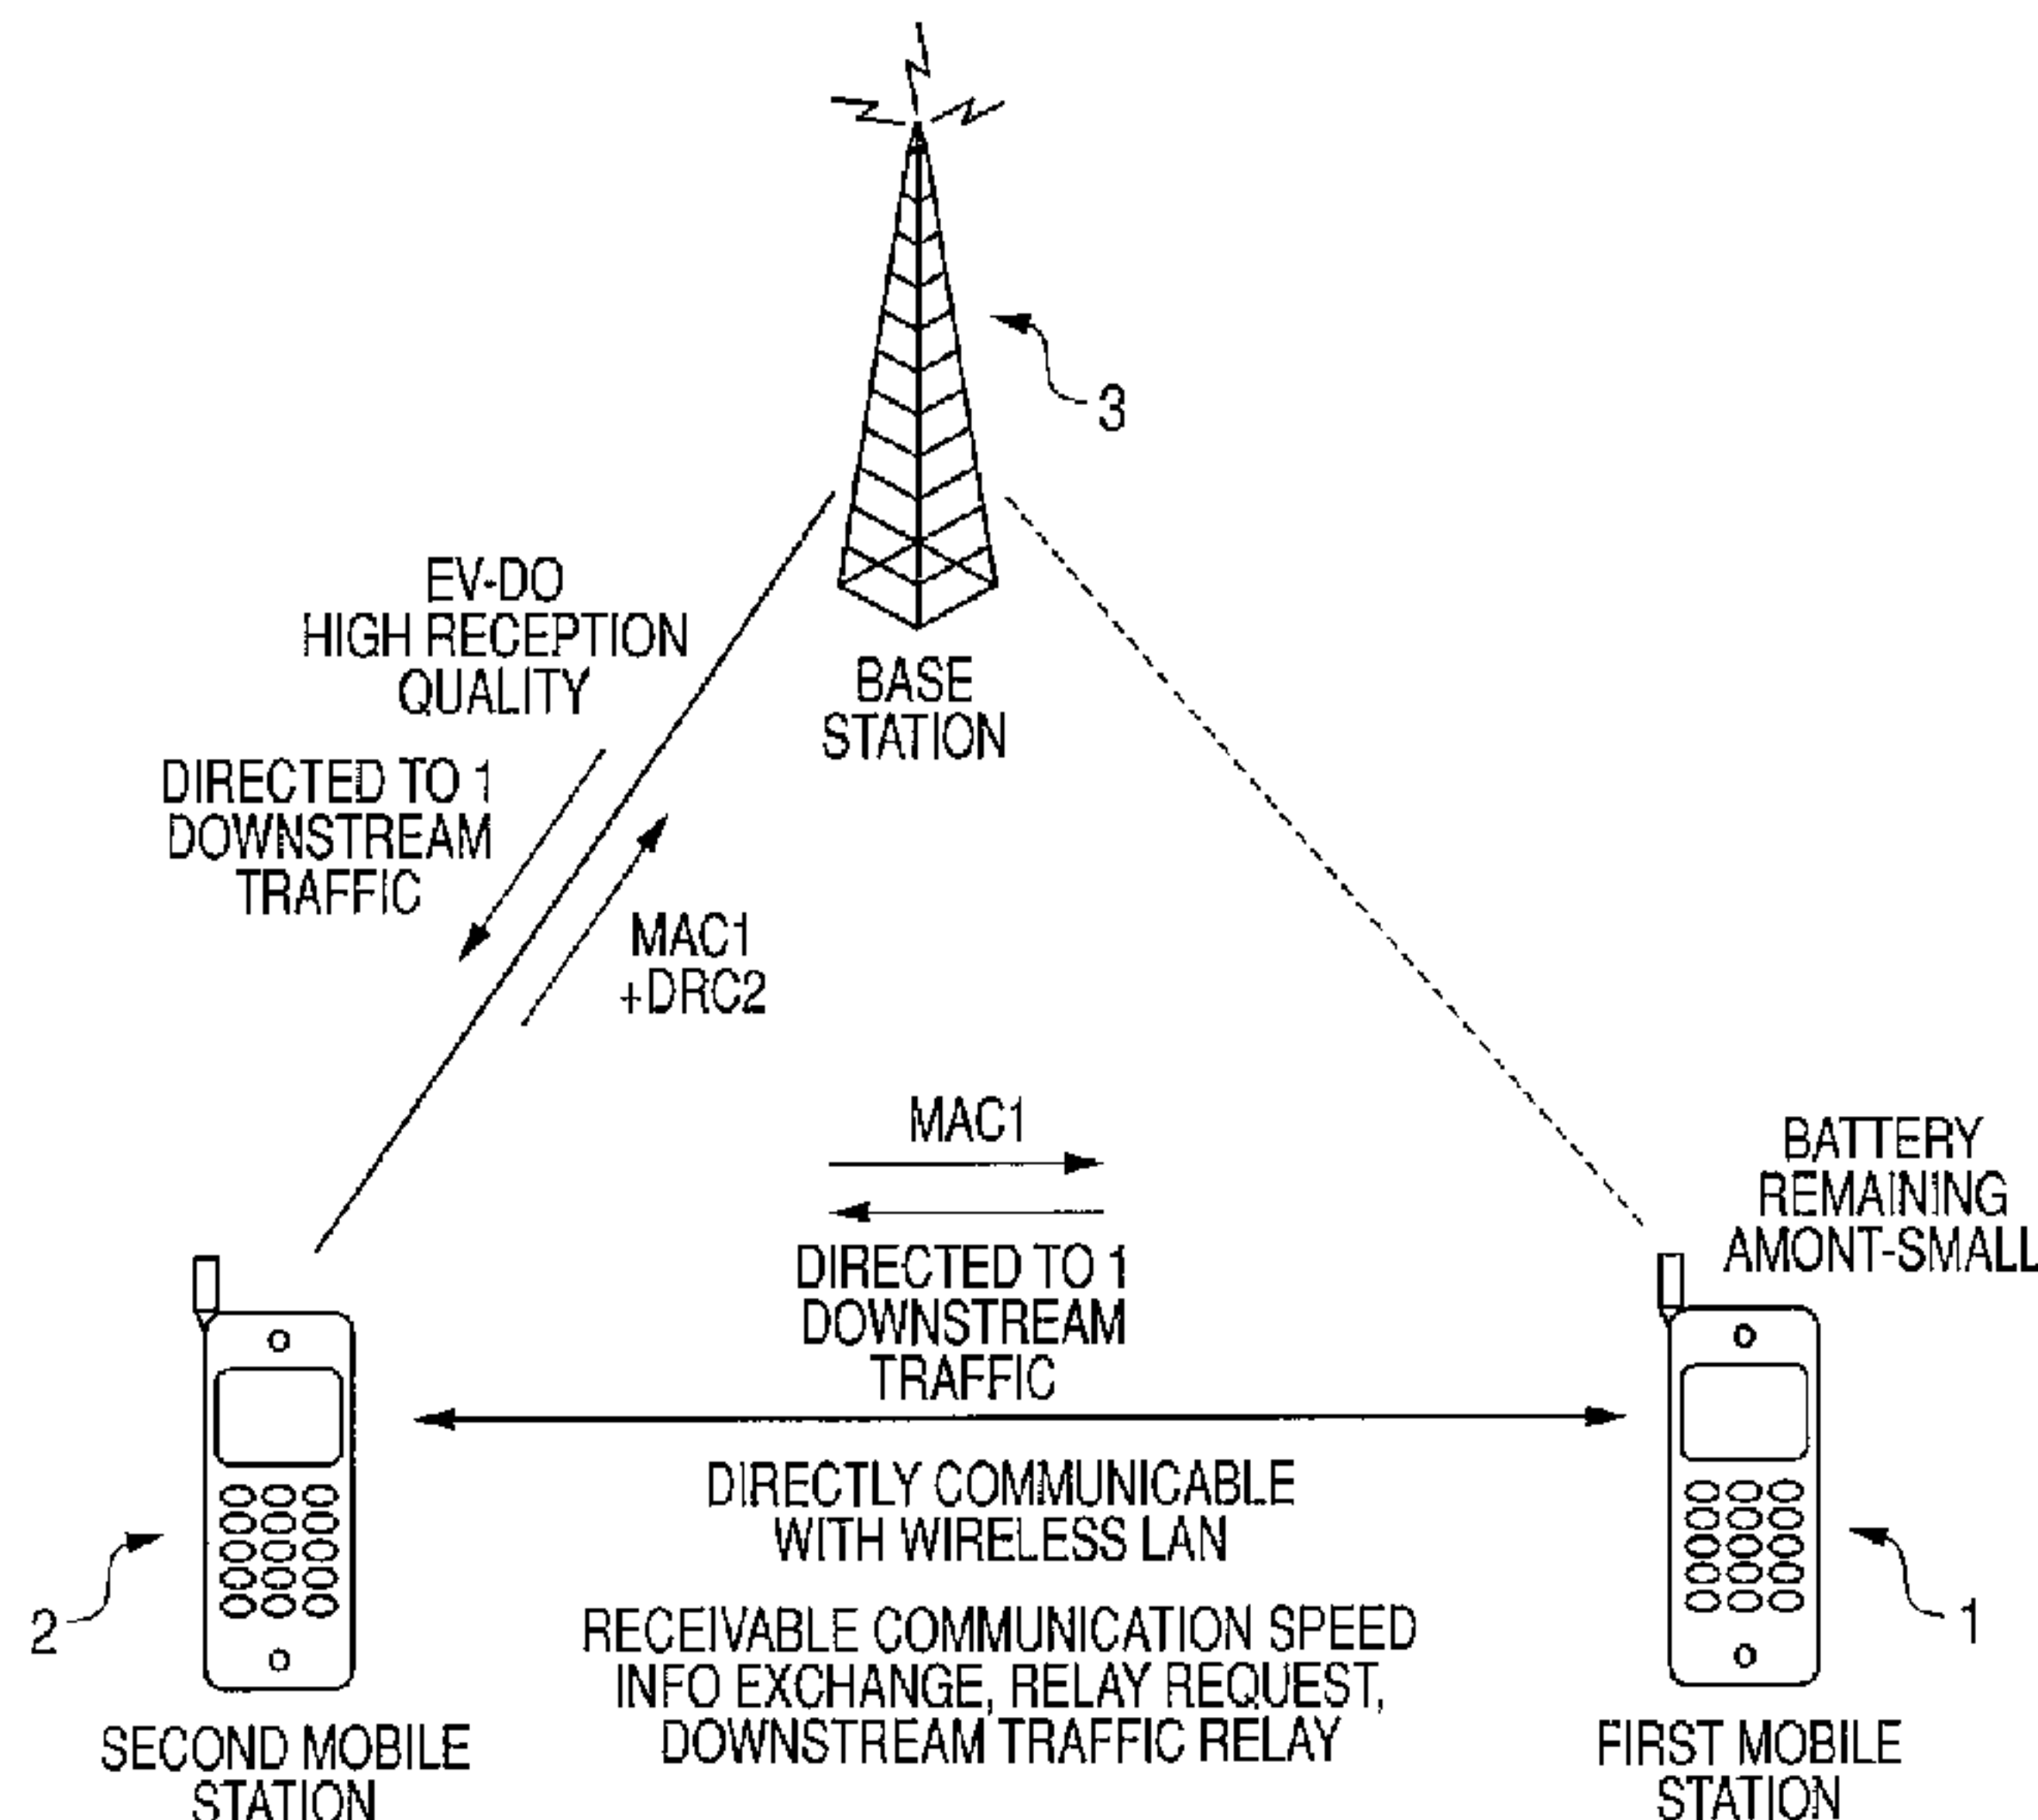 3
BASE
STATION
EV-DO
HIGH RECEPTION
QUALITY
DIRECTED TO 1
DOWNSTREAM
TRAFFIC
MAC1
+DRC2
MAC1
DIRECTED TO 1
DOWNSTREAM
TRAFFIC
BATTERY
REMAINING
AMONT-SMALL
DIRECTLY COMMUNICABLE
WITH WIRELESS LAN
RECEIVABLE COMMUNICATION SPEED
INFO EXCHANGE, RELAY REQUEST,
DOWNSTREAM TRAFFIC RELAY
2
1
SECOND MOBILE
STATION
FIRST MOBILE
STATION